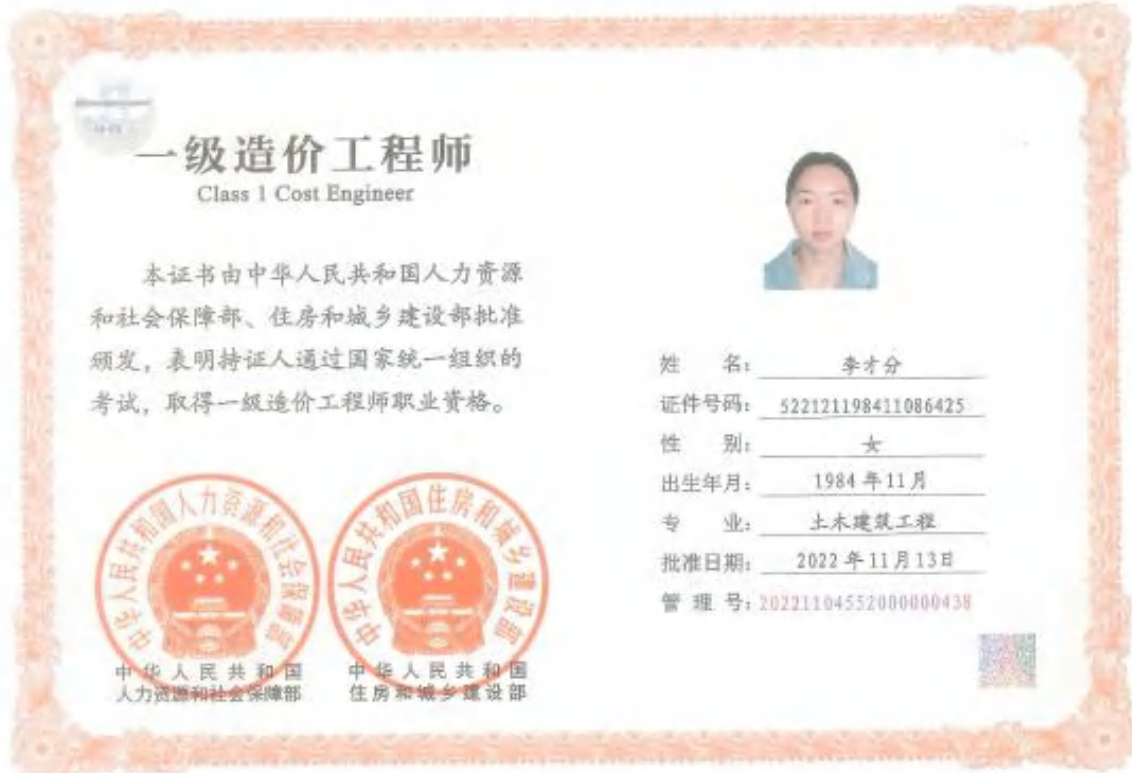 一级造价工程师
Class 1 Cost Engineer
本证书由中华人民共和国人力资源
和社会保障部、住房和城乡建设部批准
颁发，表明持证人通过国家统一组织的
考试，取得一级造价工程师职业资格。
中华人民共和国人力资源和社会保障部
中华人民共和国住房和城乡建设部
中华人民共和国
人力资源和社会保障部
中华人民共和国
住房和城乡建设部
姓 名：李才分
证件号码：522121198411086425
性 别：女
出生年月：1984年11月
专 业：土木建筑工程
批准日期：2022年11月13日
管 理 号：20221104552000000438